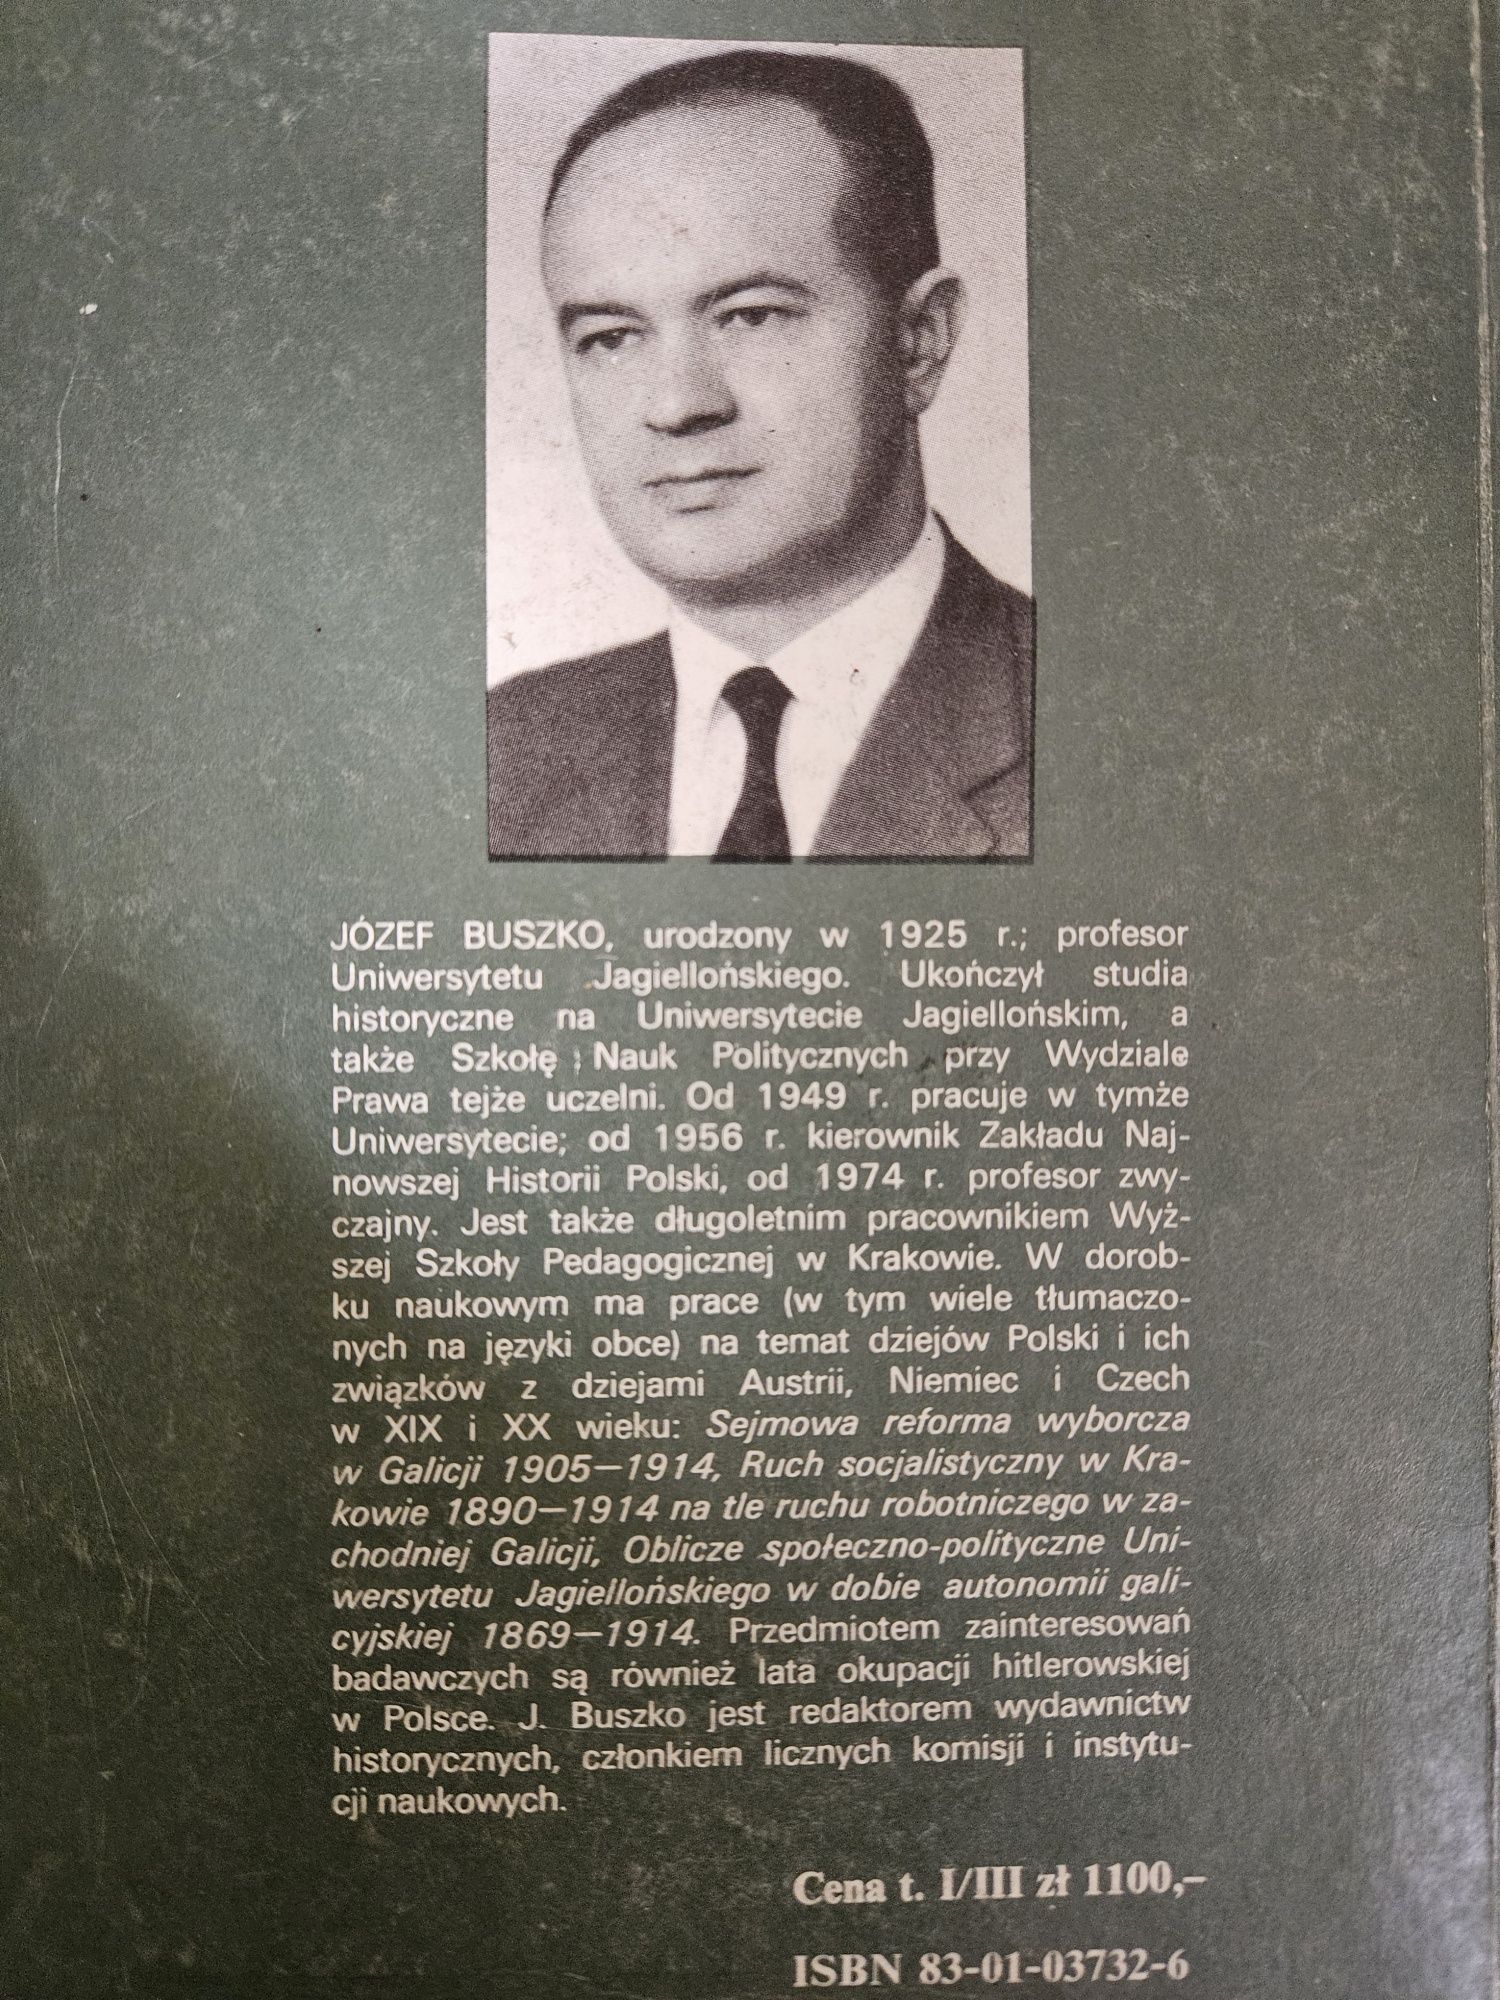 JÓZEF BUSZKO, urodzony w 1925 r.; profesor
Uniwersytetu Jagiellońskiego. Ukończył studia
historyczne na Uniwersytecie Jagiellońskim, a
także Szkołę Nauk Politycznych przy Wydziale
Prawa tejże uczelni. Od 1949 r. pracuje w tymże
Uniwersytecie; od 1956 r. kierownik Zakładu Naj-
nowszej Historii Polski, od 1974 r. profesor zwy-
czajny. Jest także długoletnim pracownikiem Wyż-
szej Szkoły Pedagogicznej w Krakowie. W dorob-
ku naukowym ma prace (w tym wiele tłumaczo-
nych na języki obce) na temat dziejów Polski i ich
związków z dziejami Austrii, Niemiec i Czech
w XIX i XX wieku: Sejmowa reforma wyborcza
w Galicji 1905—1914, Ruch socjalistyczny w Kra-
kowie 1890—1914 na tle ruchu robotniczego w za-
chodniej Galicji, Oblicze społeczno-polityczne Uni-
wersytetu Jagiellońskiego w dobie autonomii gali-
cyjskiej 1869—1914. Przedmiotem zainteresowań
badawczych są również lata okupacji hitlerowskiej
w Polsce. J. Buszko jest redaktorem wydawnictw
historycznych, członkiem licznych komisji i instytu-
cji naukowych.
Cena t. I/III zł 1100,–
ISBN 83-01-03732-6